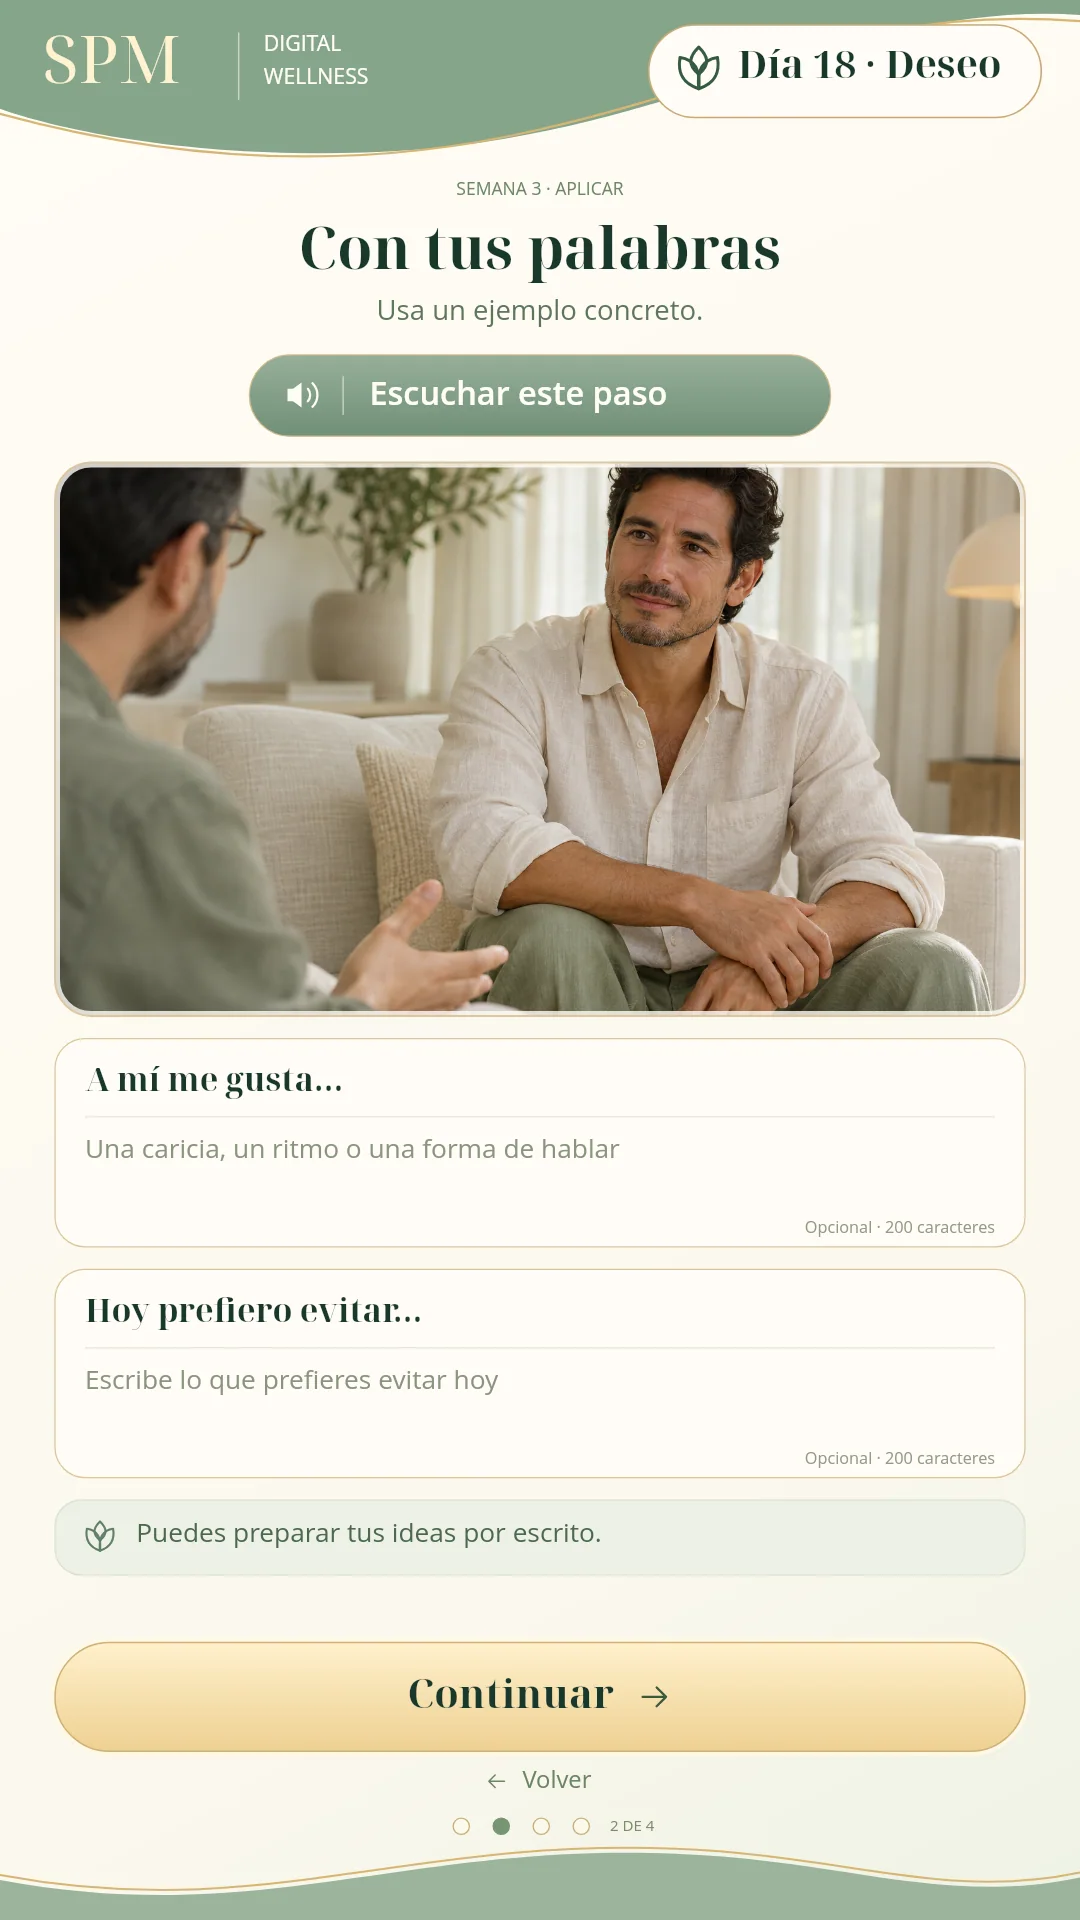 SPM
DIGITAL
WELLNESS
Día 18 · Deseo
SEMANA 3 · APLICAR
Con tus palabras
Usa un ejemplo concreto.
Escuchar este paso
A mí me gusta...
Una caricia, un ritmo o una forma de hablar
Opcional · 200 caracteres
Hoy prefiero evitar...
Escribe lo que prefieres evitar hoy
Opcional · 200 caracteres
Puedes preparar tus ideas por escrito.
Continuar →
← Volver
2 DE 4